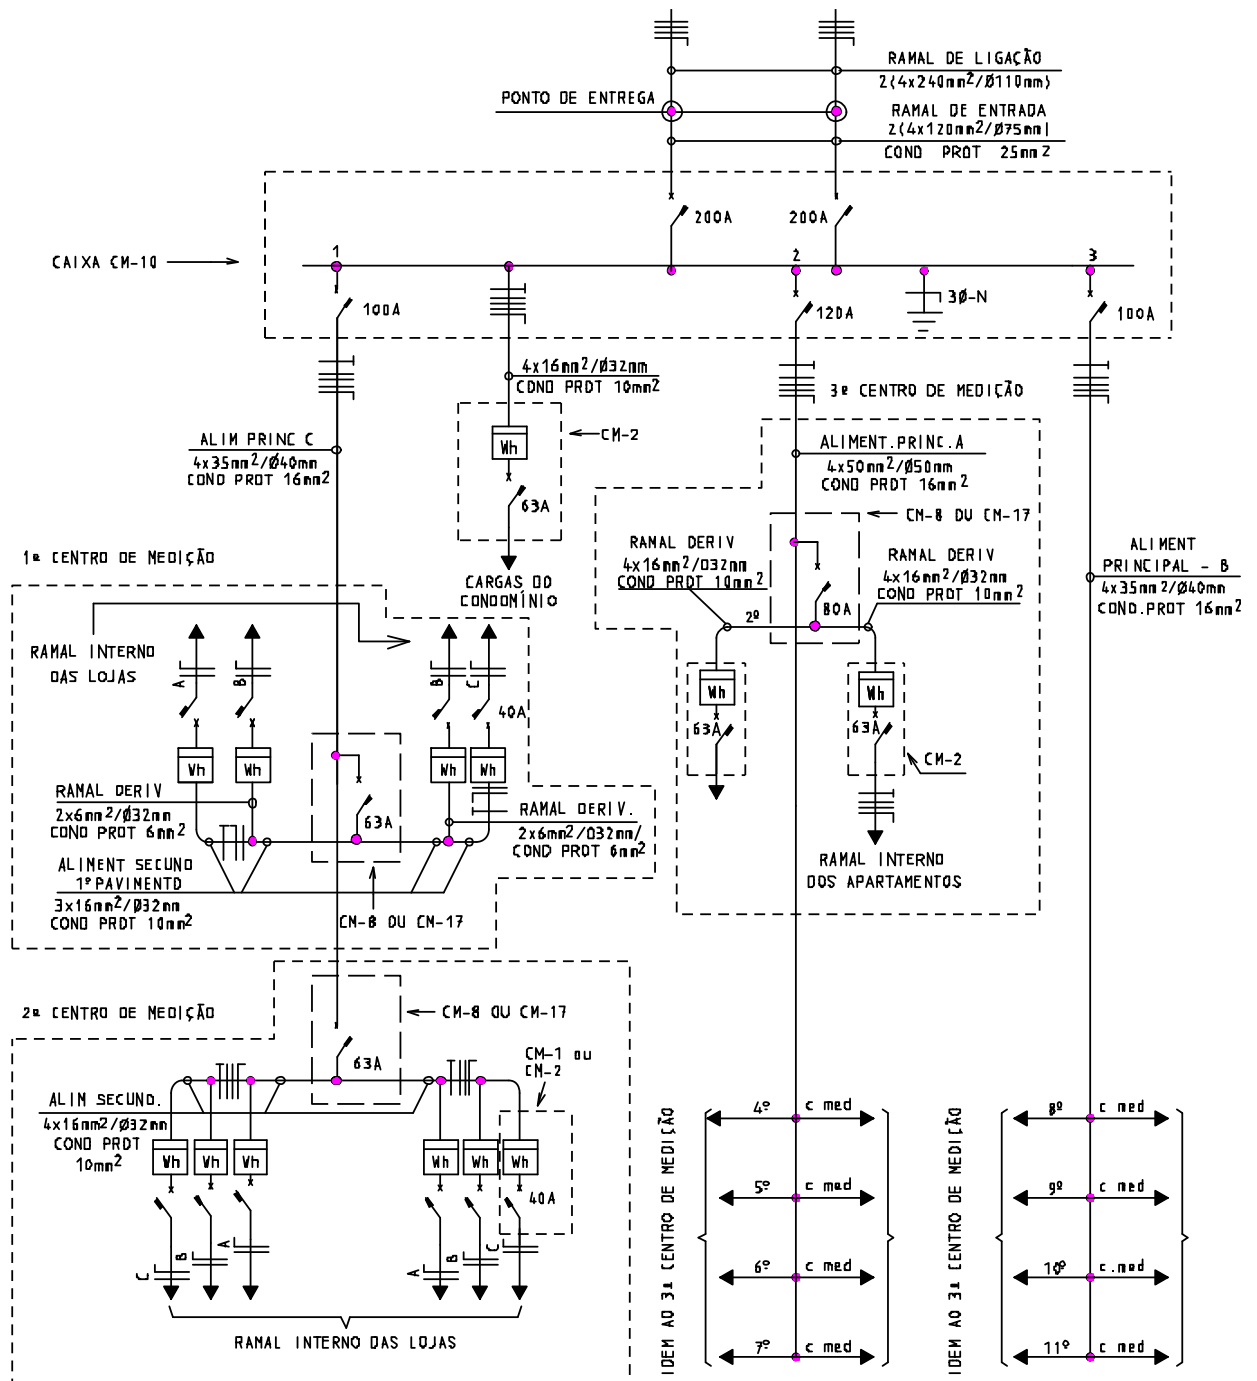 RAMAL DE LIGAÇÃO
2(4x240mm²/Ø110mm)
PONTO DE ENTREGA
RAMAL DE ENTRADA
2(4x120mm²/Ø75mm)
COND PROT 25mm²
200A
200A
CAIXA CM-10
1
2
3
100A
120A
3Ø-N
100A
4x16mm²/Ø32mm
COND PROT 10mm²
3º CENTRO DE MEDIÇÃO
CM-2
Wh
63A
CARGAS DO
CONDOMÍNIO
ALIM PRINC C
4x35mm²/Ø40mm
COND PROT 16mm²
ALIMENT.PRINC.A
4x50mm²/Ø50mm
COND PROT 16mm²
CM-8 OU CM-17
RAMAL DERIV
4x16mm²/Ø32mm
COND PROT 10mm²
RAMAL DERIV
4x16mm²/Ø32mm
COND PROT 10mm²
80A
2º
Wh
63A
Wh
63A
CM-2
RAMAL INTERNO
DOS APARTAMENTOS
ALIMENT
PRINCIPAL - B
4x35mm²/Ø40mm
COND.PROT 16mm²
1º CENTRO DE MEDIÇÃO
RAMAL INTERNO
DAS LOJAS
A
B
B
C
40A
Wh
Wh
Wh
Wh
63A
RAMAL DERIV
2x6mm²/Ø32mm
COND PROT 6mm²
RAMAL DERIV.
2x6mm²/Ø32mm/
COND PROT 6mm²
ALIMENT SECUND
1º PAVIMENTO
3x16mm²/Ø32mm
COND PROT 10mm²
CM-8 OU CM-17
2º CENTRO DE MEDIÇÃO
CM-8 OU CM-17
63A
CM-1 ou
CM-2
ALIM SECUND.
4x16mm²/Ø32mm
COND PROT
10mm²
Wh
Wh
Wh
Wh
Wh
Wh
40A
C
B
A
A
B
C
RAMAL INTERNO DAS LOJAS
IDEM AO 3º CENTRO DE MEDIÇÃO
4º c med
5º c med
6º c med
7º c med
IDEM AO 3º CENTRO DE MEDIÇÃO
8º c med
9º c med
10º c.med
11º c med